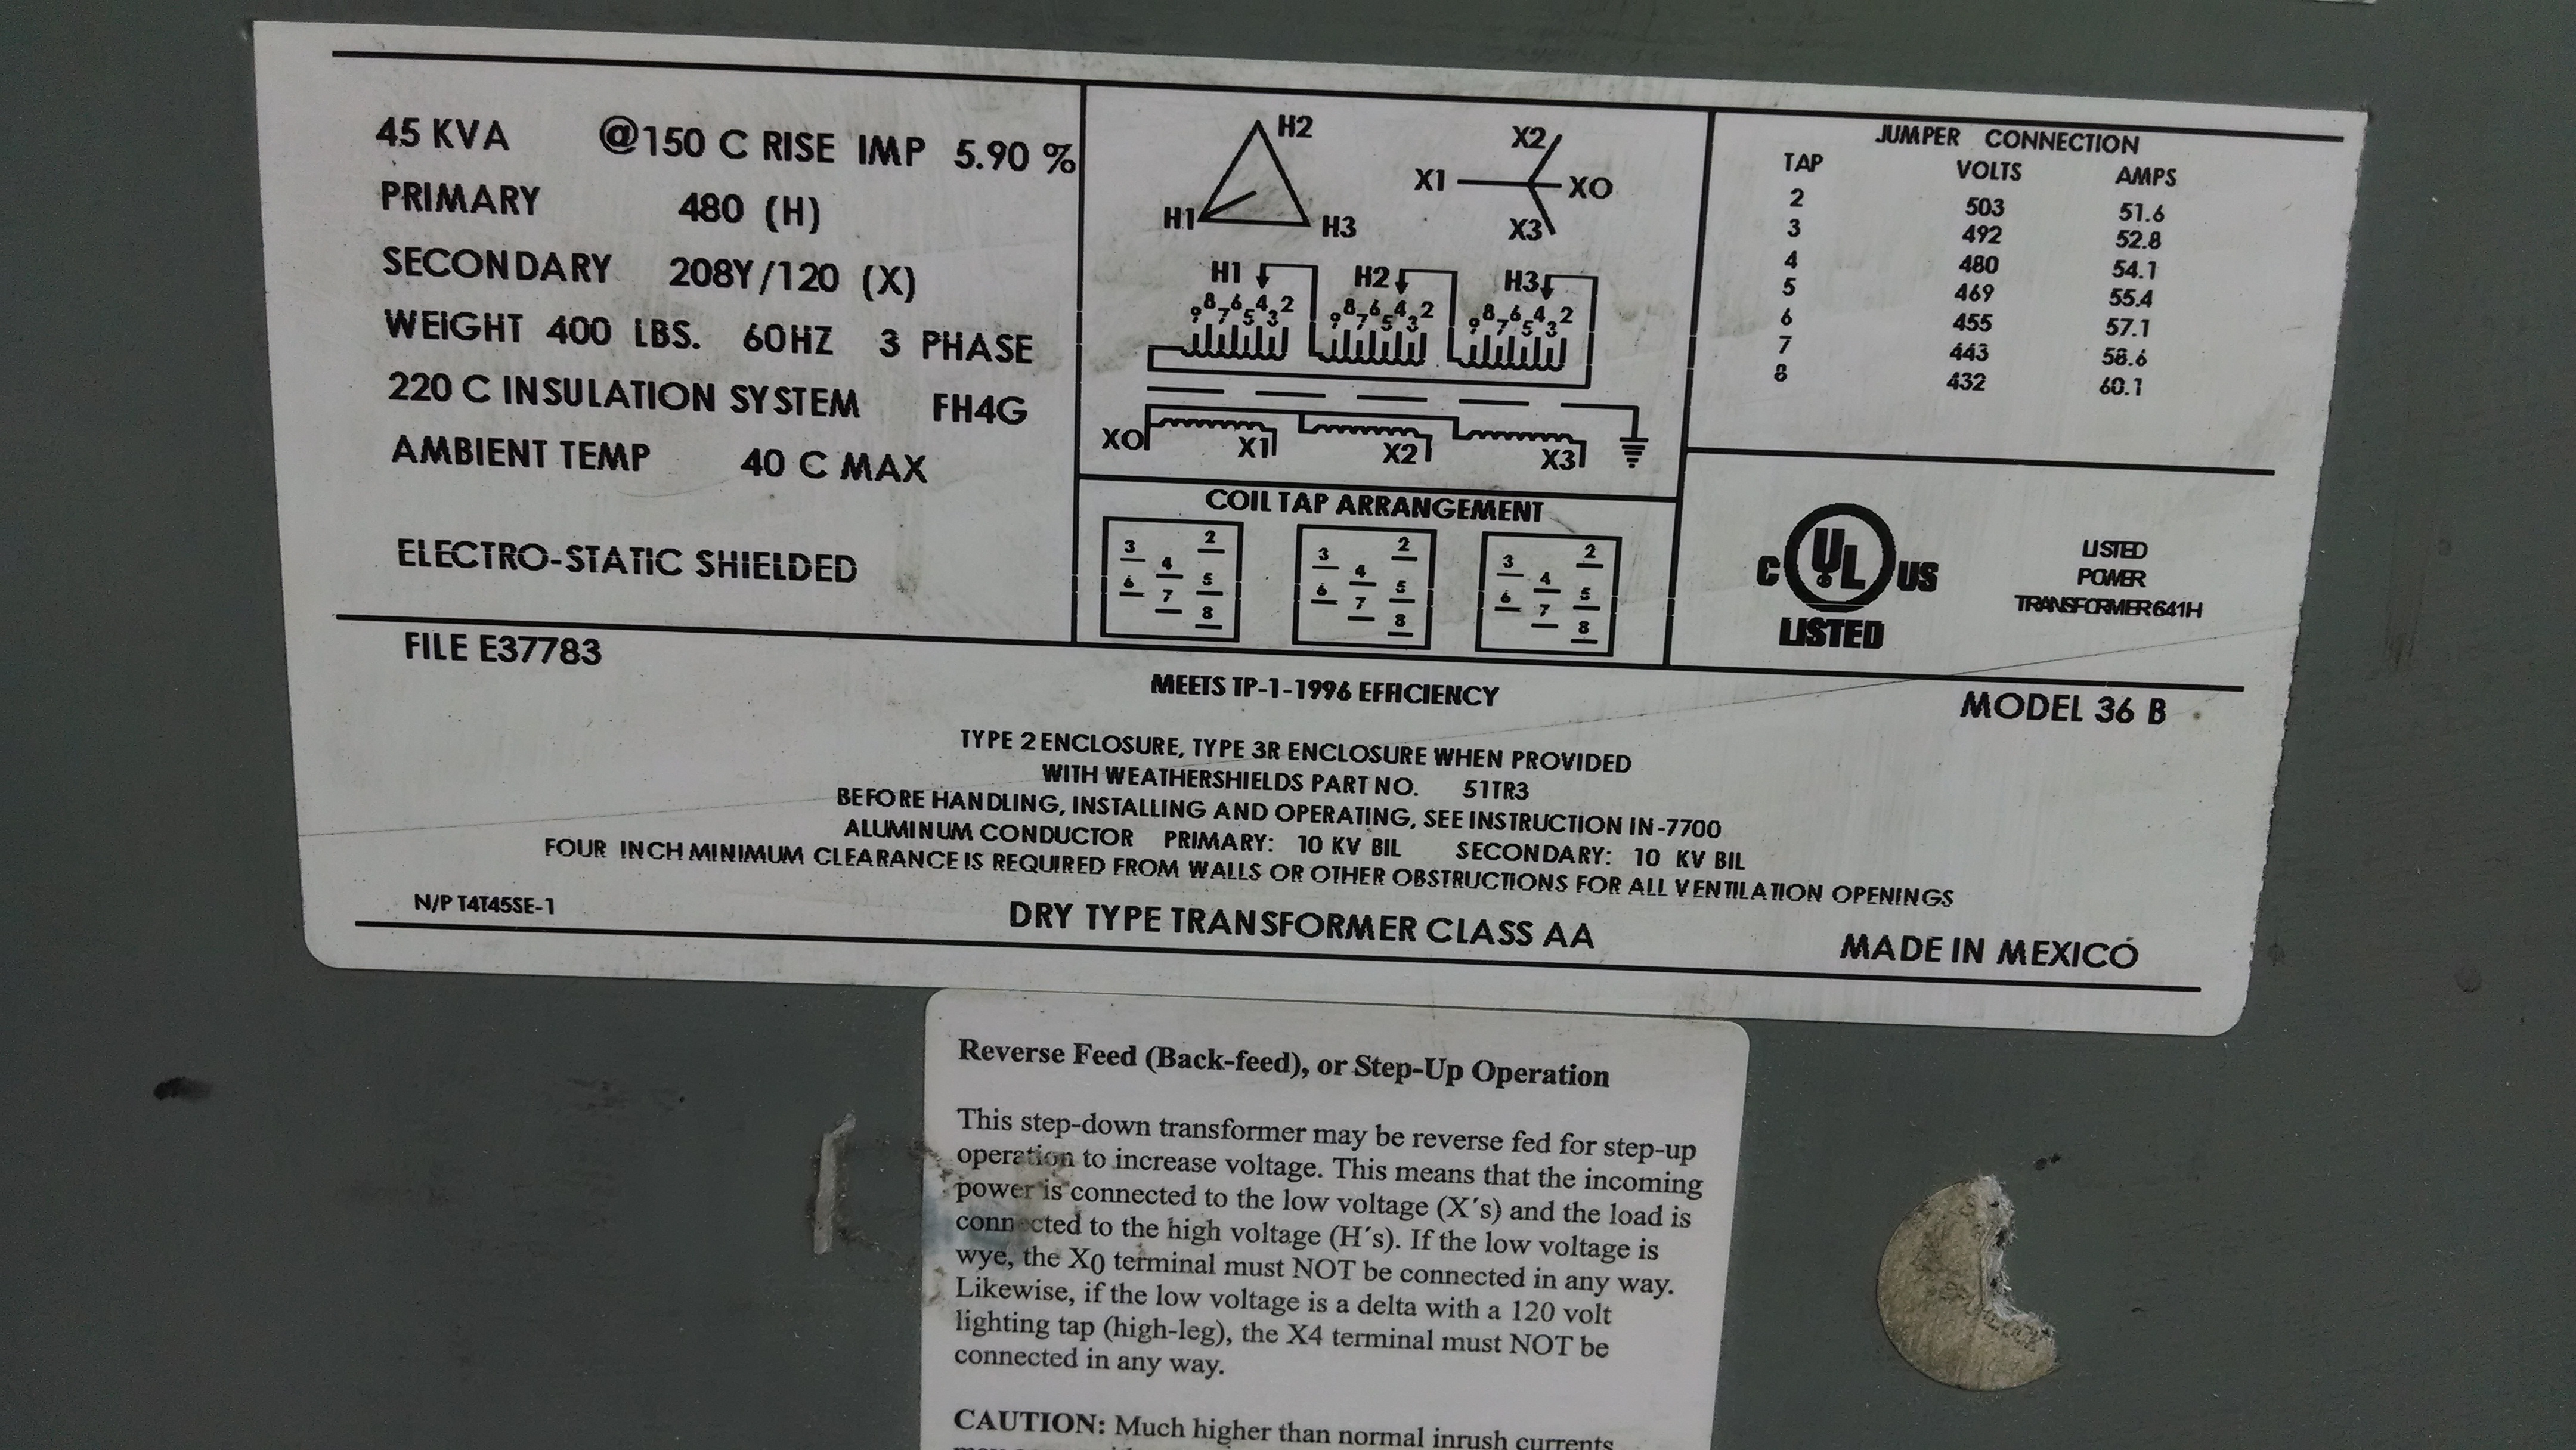 45 KVA @150 C RISE IMP 5.90 %
PRIMARY 480 (H)
SECONDARY 208Y/120 (X)
WEIGHT 400 LBS. 60HZ 3 PHASE
220 C INSULATION SYSTEM FH4G
AMBIENT TEMP 40 C MAX
ELECTRO-STATIC SHIELDED
H2
H1 H3
X2
X1 XO
X3
H1 H2 H3
9 8 7 6 5 4 3 2 9 8 7 6 5 4 3 2 9 8 7 6 5 4 3 2
XO X1 X2 X3
COIL TAP ARRANGEMENT
3 2 3 2 3 2
4 4 4
6 5 6 5 6 5
7 7 7
8 8 8
JUMPER CONNECTION
TAP VOLTS AMPS
2 503 51.6
3 492 52.8
4 480 54.1
5 469 55.4
6 455 57.1
7 443 58.6
8 432 60.1
C UL US
LISTED
LISTED
POWER
TRANSFORMER 641H
FILE E37783
MEETS TP-1-1996 EFFICIENCY
MODEL 36 B
TYPE 2 ENCLOSURE, TYPE 3R ENCLOSURE WHEN PROVIDED
WITH WEATHERSHIELDS PART NO. 51TR3
BEFORE HANDLING, INSTALLING AND OPERATING, SEE INSTRUCTION IN-7700
ALUMINUM CONDUCTOR PRIMARY: 10 KV BIL SECONDARY: 10 KV BIL
FOUR INCH MINIMUM CLEARANCE IS REQUIRED FROM WALLS OR OTHER OBSTRUCTIONS FOR ALL VENTILATION OPENINGS
N/P T4T45SE-1
DRY TYPE TRANSFORMER CLASS AA
MADE IN MEXICO
Reverse Feed (Back-feed), or Step-Up Operation
This step-down transformer may be reverse fed for step-up
operation to increase voltage. This means that the incoming
power is connected to the low voltage (X´s) and the load is
connected to the high voltage (H´s). If the low voltage is
wye, the X0 terminal must NOT be connected in any way.
Likewise, if the low voltage is a delta with a 120 volt
lighting tap (high-leg), the X4 terminal must NOT be
connected in any way.
CAUTION: Much higher than normal inrush currents